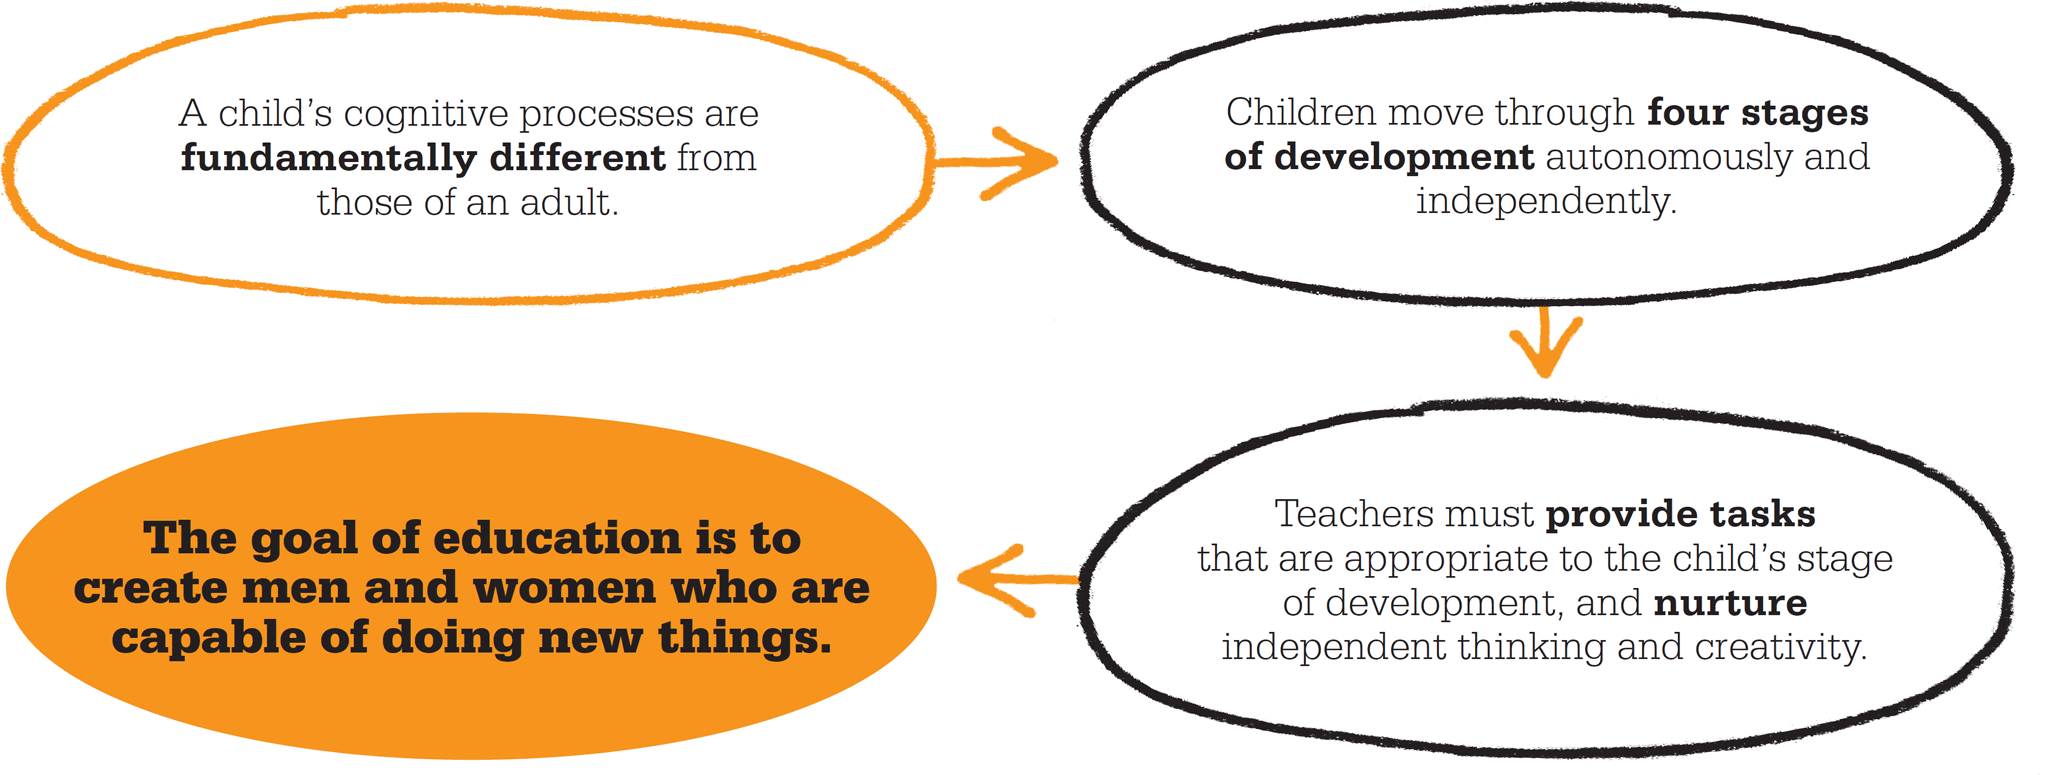 A child’s cognitive processes are
fundamentally different from
those of an adult.
Children move through four stages
of development autonomously and
independently.
Teachers must provide tasks
that are appropriate to the child’s stage
of development, and nurture
independent thinking and creativity.
The goal of education is to
create men and women who are
capable of doing new things.